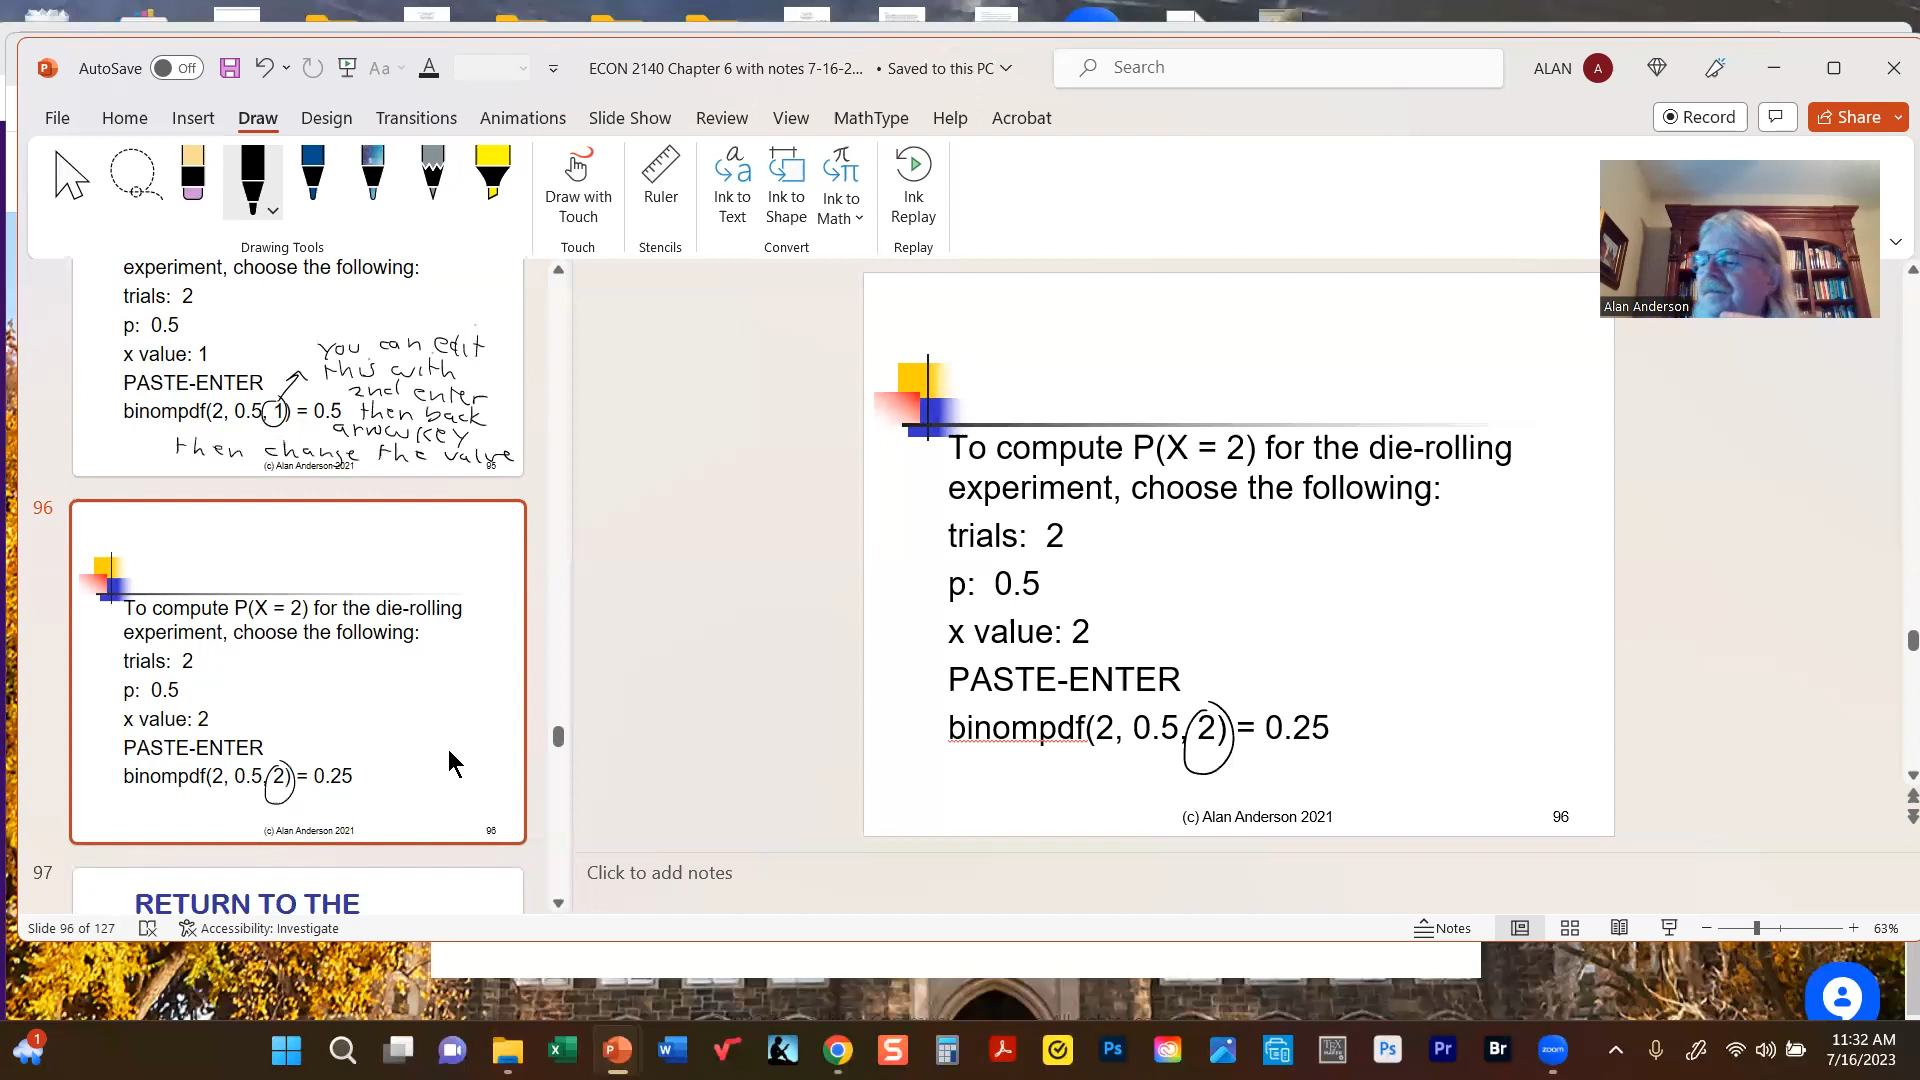 AutoSave Off Aa A ECON 2140 Chapter 6 with notes 7-16-2... • Saved to this PC Search ALAN A
File Home Insert Draw Design Transitions Animations Slide Show Review View MathType Help Acrobat Record Share
Draw with Touch
Ruler
Ink to Text
Ink to Shape
Ink to Math
Ink Replay
Drawing Tools Touch Stencils Convert Replay
Alan Anderson
experiment, choose the following:
trials: 2
p: 0.5
x value: 1
PASTE-ENTER
binompdf(2, 0.5, 1) = 0.5
you can edit
this with
2nd enter
then back
arrow key
then change the value
(c) Alan Anderson 2021 95
96
To compute P(X = 2) for the die-rolling
experiment, choose the following:
trials: 2
p: 0.5
x value: 2
PASTE-ENTER
binompdf(2, 0.5, 2) = 0.25
(c) Alan Anderson 2021 96
97
RETURN TO THE
To compute P(X = 2) for the die-rolling
experiment, choose the following:
trials: 2
p: 0.5
x value: 2
PASTE-ENTER
binompdf(2, 0.5, 2) = 0.25
(c) Alan Anderson 2021 96
Click to add notes
Slide 96 of 127 Accessibility: Investigate Notes 63%
1 X P W S Ps TEX MAKER Ps Pr Br zoom
11:32 AM
7/16/2023